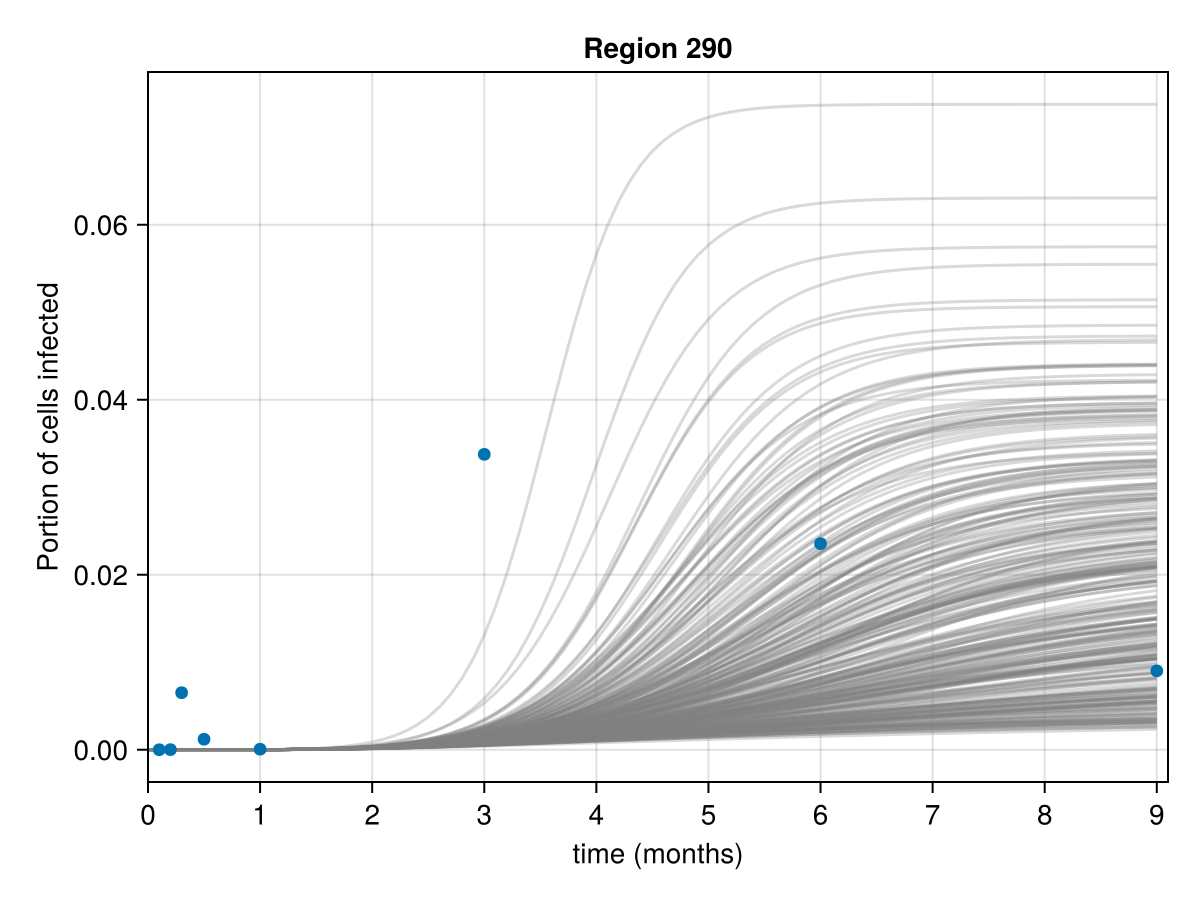 Region 290
Portion of cells infected
0.06
0.04
0.02
0.00
0 1 2 3 4 5 6 7 8 9
time (months)